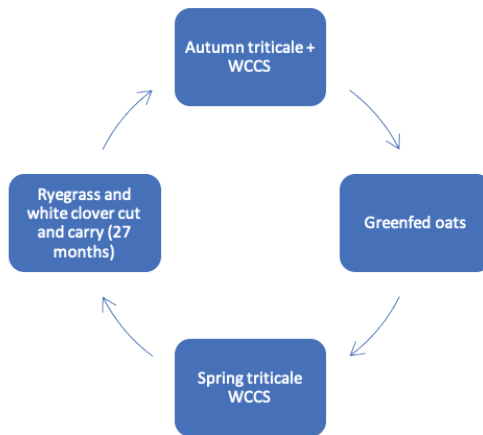 Autumn triticale +
WCCS
Greenfed oats
Spring triticale
WCCS
Ryegrass and
white clover cut
and carry (27
months)